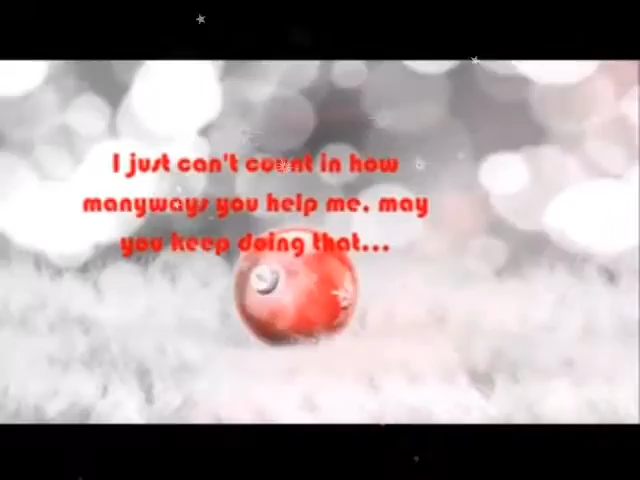 I just can't count in how
manyways you help me, may
you keep doing that...